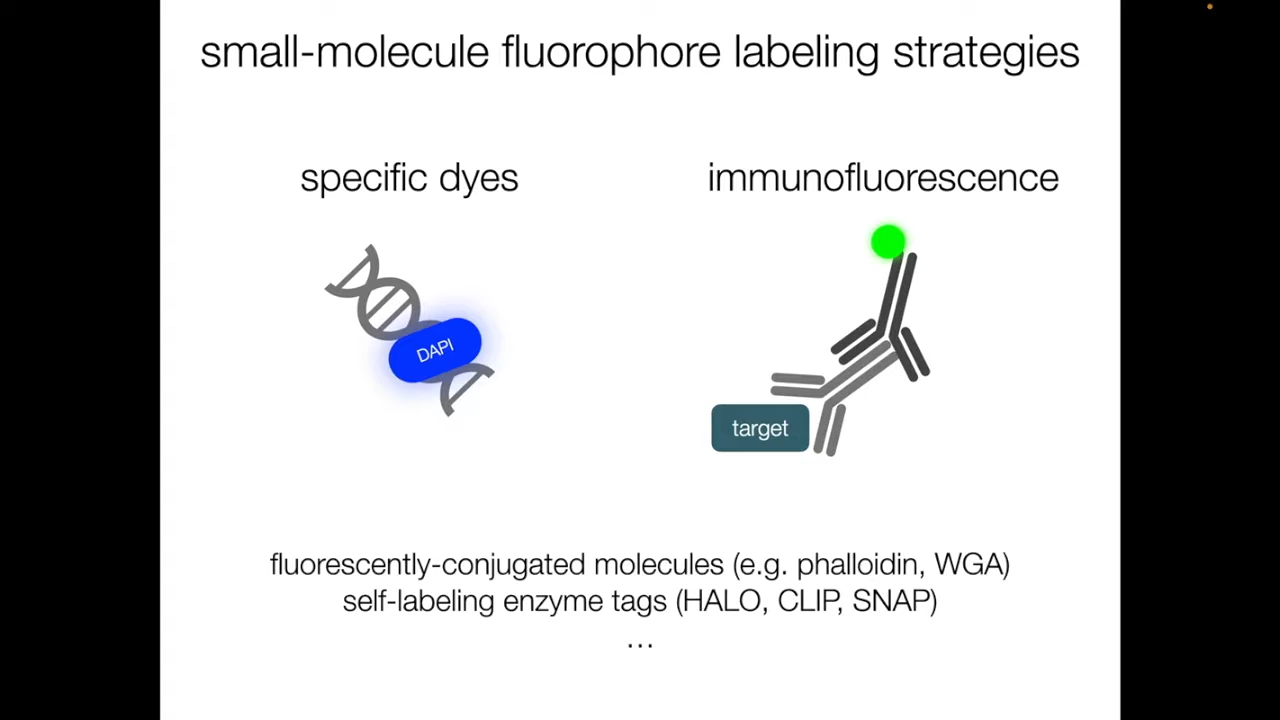 small-molecule fluorophore labeling strategies
specific dyes
immunofluorescence
DAPI
target
fluorescently-conjugated molecules (e.g. phalloidin, WGA)
self-labeling enzyme tags (HALO, CLIP, SNAP)
...